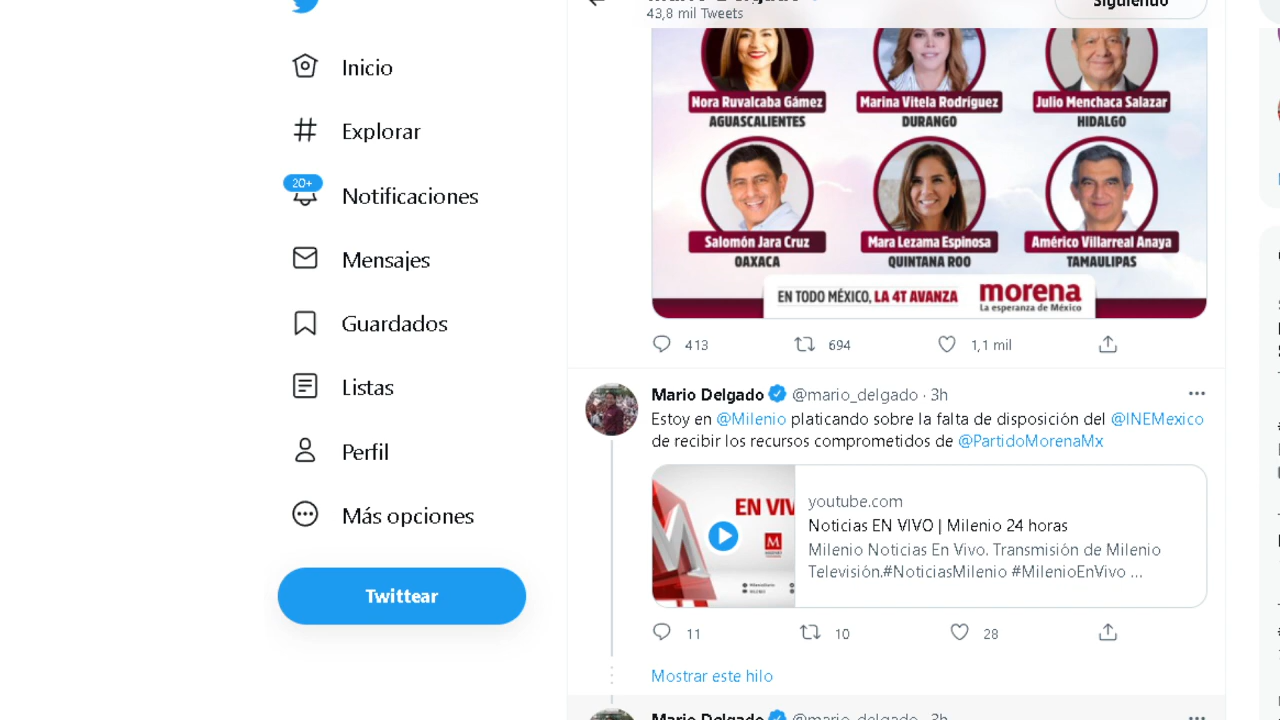 Siguiendo
43,8 mil Tweets
Inicio
Explorar
20+
Notificaciones
Mensajes
Guardados
Listas
Perfil
Más opciones
Twittear
Nora Ruvalcaba Gámez
AGUASCALIENTES
Marina Vitela Rodríguez
DURANGO
Julio Menchaca Salazar
HIDALGO
Salomón Jara Cruz
OAXACA
Mara Lezama Espinosa
QUINTANA ROO
Américo Villarreal Anaya
TAMAULIPAS
EN TODO MÉXICO, LA 4T AVANZA
morena
La esperanza de México
413 694 1,1 mil
Mario Delgado @mario_delgado · 3h
Estoy en @Milenio platicando sobre la falta de disposición del @INEMexico
de recibir los recursos comprometidos de @PartidoMorenaMx
EN VIV
youtube.com
Noticias EN VIVO | Milenio 24 horas
Milenio Noticias En Vivo. Transmisión de Milenio
Televisión.#NoticiasMilenio #MilenioEnVivo ...
11 10 28
Mostrar este hilo
Mario Delgado @mario_delgado · 3h